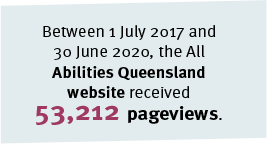 Between 1 July 2017 and
30 June 2020, the All
Abilities Queensland
website received
53,212 pageviews.